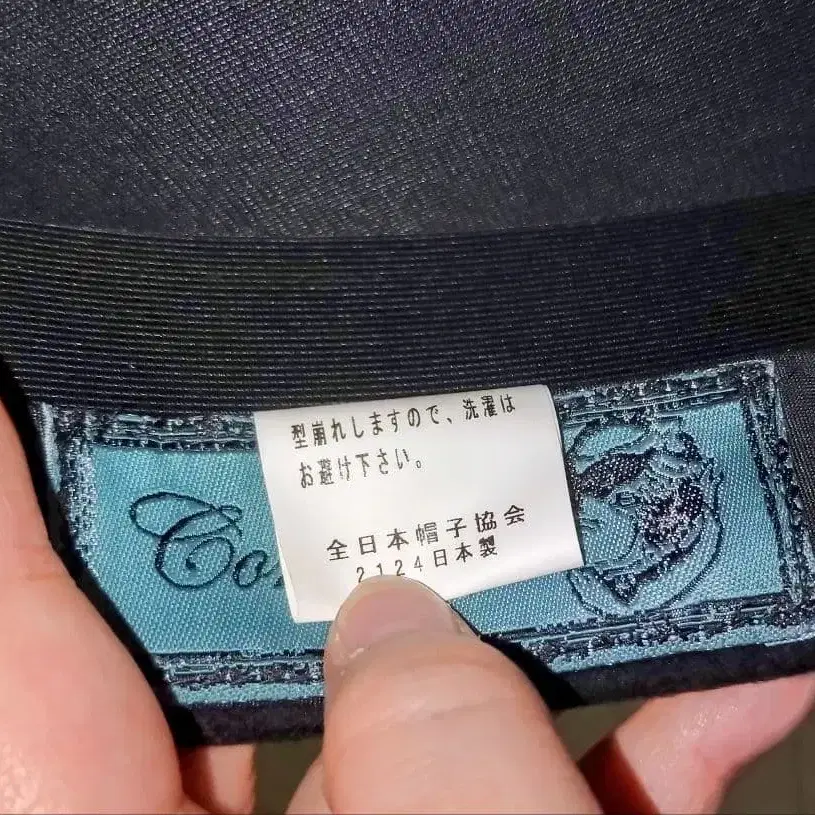 型崩れしますので、洗濯は
お避け下さい。
全日本帽子協会
2124日本製